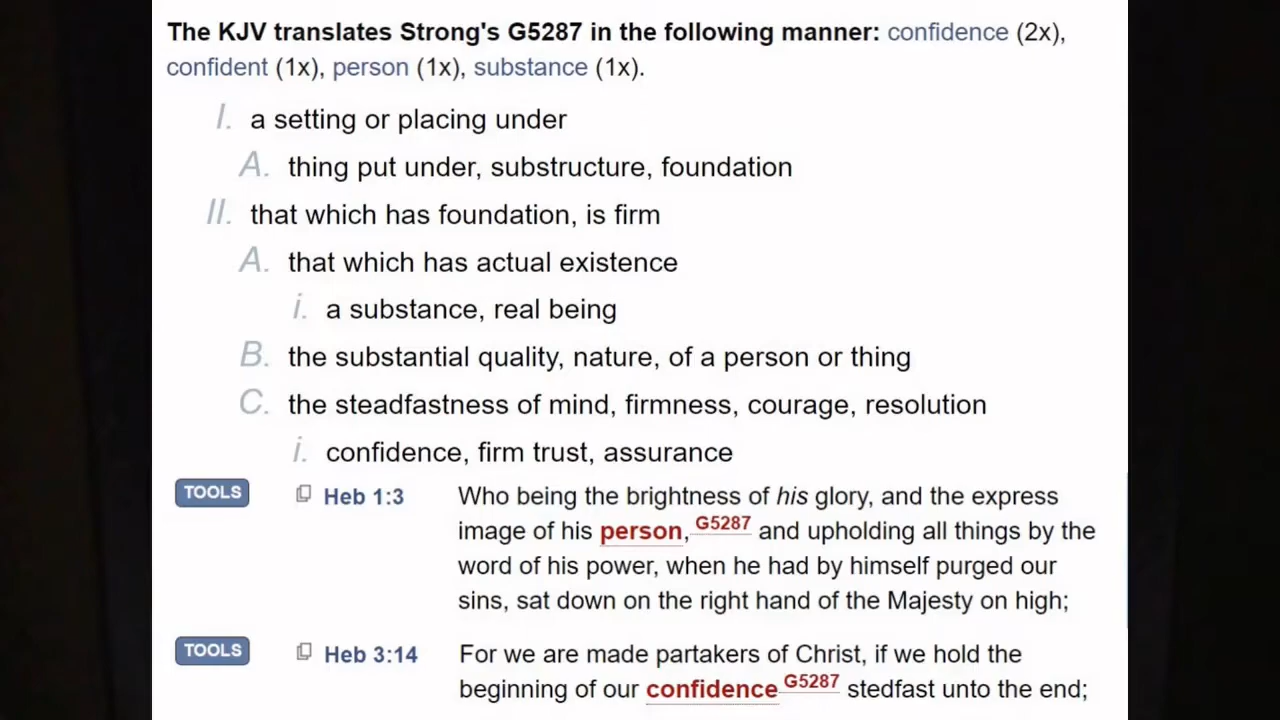 The KJV translates Strong's G5287 in the following manner: confidence (2x),
confident (1x), person (1x), substance (1x).
I. a setting or placing under
A. thing put under, substructure, foundation
II. that which has foundation, is firm
A. that which has actual existence
i. a substance, real being
B. the substantial quality, nature, of a person or thing
C. the steadfastness of mind, firmness, courage, resolution
i. confidence, firm trust, assurance
TOOLS Heb 1:3 Who being the brightness of his glory, and the express
image of his person, G5287 and upholding all things by the
word of his power, when he had by himself purged our
sins, sat down on the right hand of the Majesty on high;
TOOLS Heb 3:14 For we are made partakers of Christ, if we hold the
beginning of our confidence G5287 stedfast unto the end;